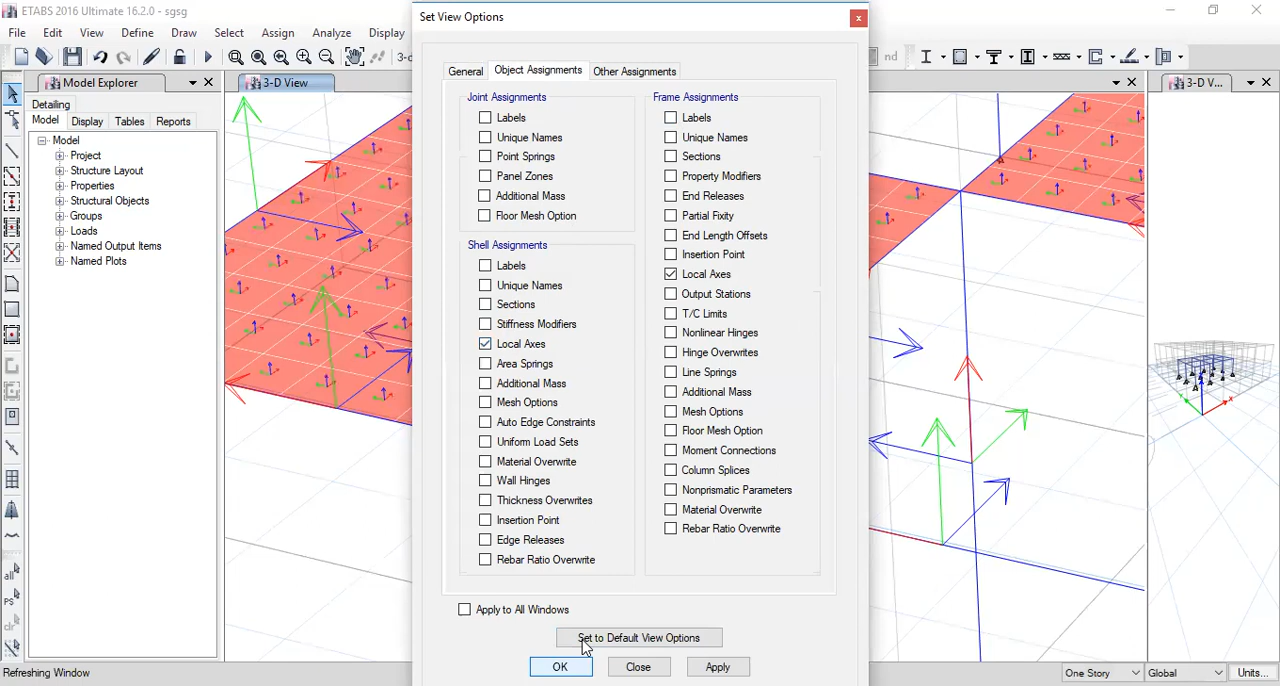 ETABS 2016 Ultimate 16.2.0 - sgsg
File Edit View Define Draw Select Assign Analyze Display
3-d
nd
Model Explorer
Detailing
Model Display Tables Reports
Model
Project
Structure Layout
Properties
Structural Objects
Groups
Loads
Named Output Items
Named Plots
3-D View
Set View Options
General Object Assignments Other Assignments
Joint Assignments
Labels
Unique Names
Point Springs
Panel Zones
Additional Mass
Floor Mesh Option
Shell Assignments
Labels
Unique Names
Sections
Stiffness Modifiers
Local Axes
Area Springs
Additional Mass
Mesh Options
Auto Edge Constraints
Uniform Load Sets
Material Overwrite
Wall Hinges
Thickness Overwrites
Insertion Point
Edge Releases
Rebar Ratio Overwrite
Frame Assignments
Labels
Unique Names
Sections
Property Modifiers
End Releases
Partial Fixity
End Length Offsets
Insertion Point
Local Axes
Output Stations
T/C Limits
Nonlinear Hinges
Hinge Overwrites
Line Springs
Additional Mass
Mesh Options
Floor Mesh Option
Moment Connections
Column Splices
Nonprismatic Parameters
Material Overwrite
Rebar Ratio Overwrite
Apply to All Windows
Set to Default View Options
OK Close Apply
3-D V...
all
PS
clr
Refreshing Window
One Story Global Units...